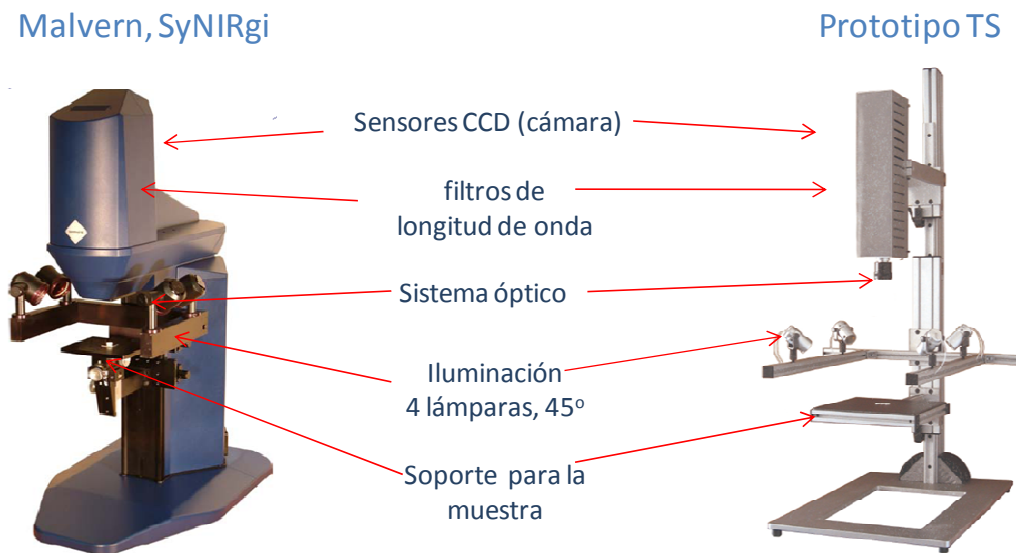 Malvern, SyNIRgi
Prototipo TS
Sensores CCD (cámara)
filtros de
longitud de onda
Sistema óptico
Iluminación
4 lámparas, 45º
Soporte para la
muestra